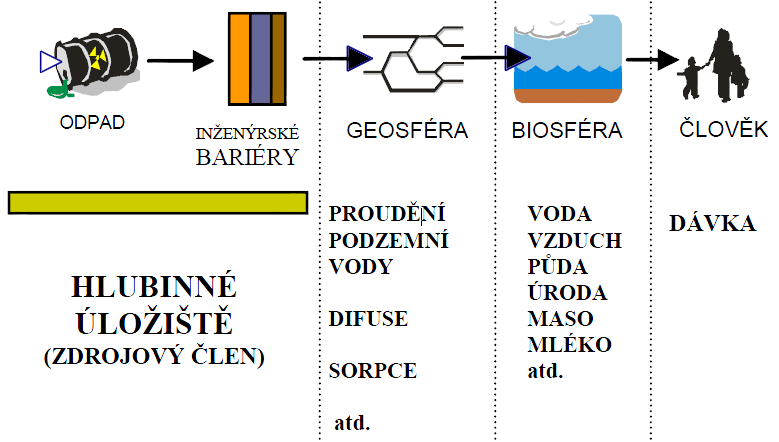 ODPAD
INŽENÝRSKÉ
BARIÉRY
GEOSFÉRA
BIOSFÉRA
ČLOVĚK
HLUBINNÉ
ÚLOŽIŠTĚ
(ZDROJOVÝ ČLEN)
PROUDĚNÍ
PODZEMNÍ
VODY
DIFUSE
SORPCE
atd.
VODA
VZDUCH
PŮDA
ÚRODA
MASO
MLÉKO
atd.
DÁVKA